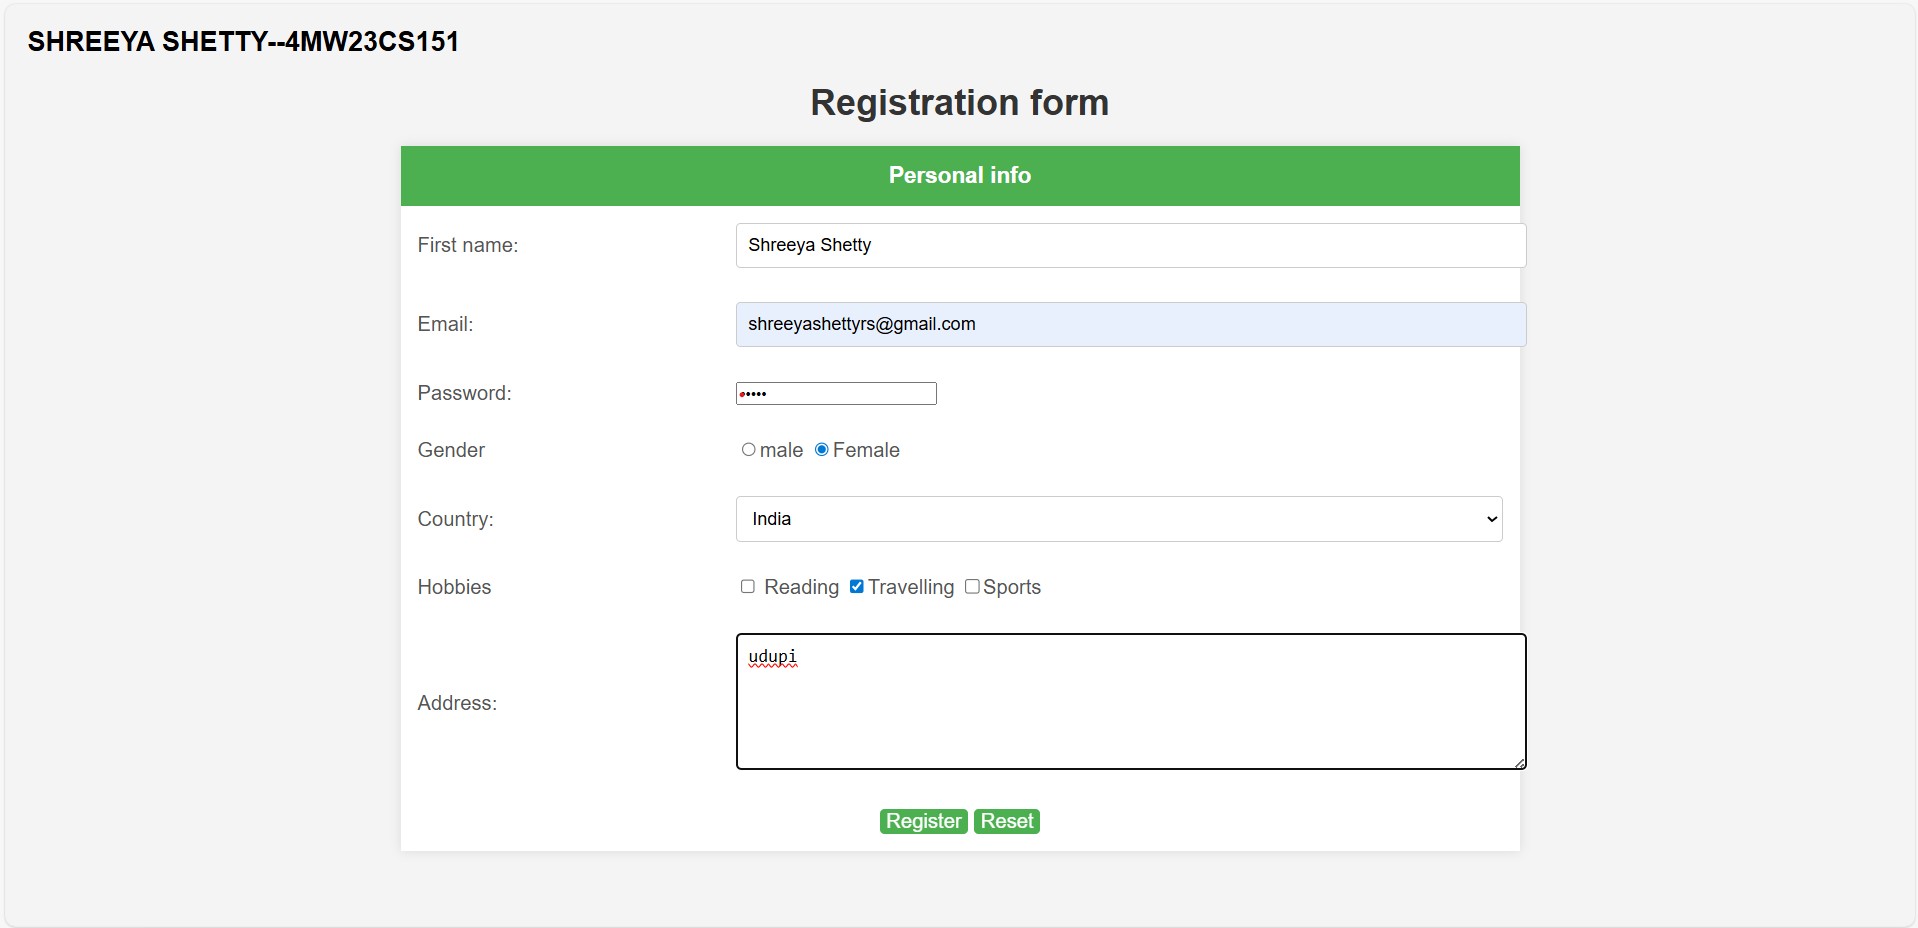 SHREEYA SHETTY--4MW23CS151
Registration form
Personal info
First name: Shreeya Shetty
Email: shreeyashettyrs@gmail.com
Password: •••••
Gender male Female
Country: India
Hobbies Reading Travelling Sports
Address: udupi
Register Reset